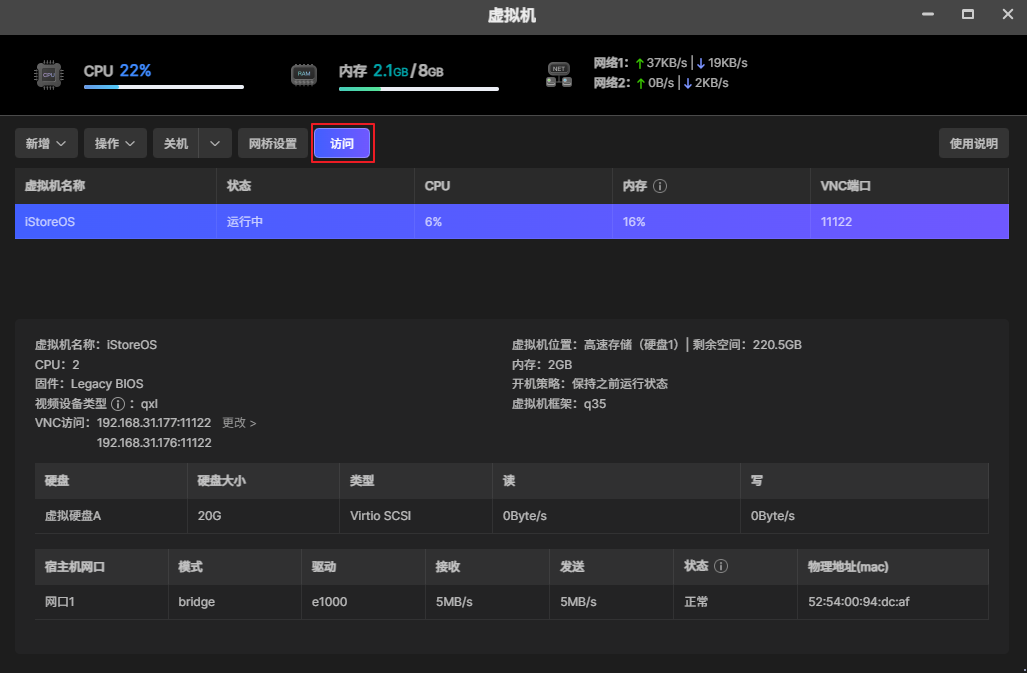 虚拟机
CPU
CPU 22%
RAM
内存 2.1GB/8GB
NET
网络1: ↑37KB/s | ↓19KB/s
网络2: ↑0B/s | ↓2KB/s
新增 操作 关机 网桥设置 访问 使用说明
虚拟机名称 状态 CPU 内存 VNC端口
iStoreOS 运行中 6% 16% 11122
虚拟机名称：iStoreOS
CPU：2
固件：Legacy BIOS
视频设备类型：qxl
VNC访问：192.168.31.177:11122 更改 >
192.168.31.176:11122
虚拟机位置：高速存储（硬盘1）| 剩余空间：220.5GB
内存：2GB
开机策略：保持之前运行状态
虚拟机框架：q35
硬盘 硬盘大小 类型 读 写
虚拟硬盘A 20G Virtio SCSI 0Byte/s 0Byte/s
宿主机网口 模式 驱动 接收 发送 状态 物理地址(mac)
网口1 bridge e1000 5MB/s 5MB/s 正常 52:54:00:94:dc:af